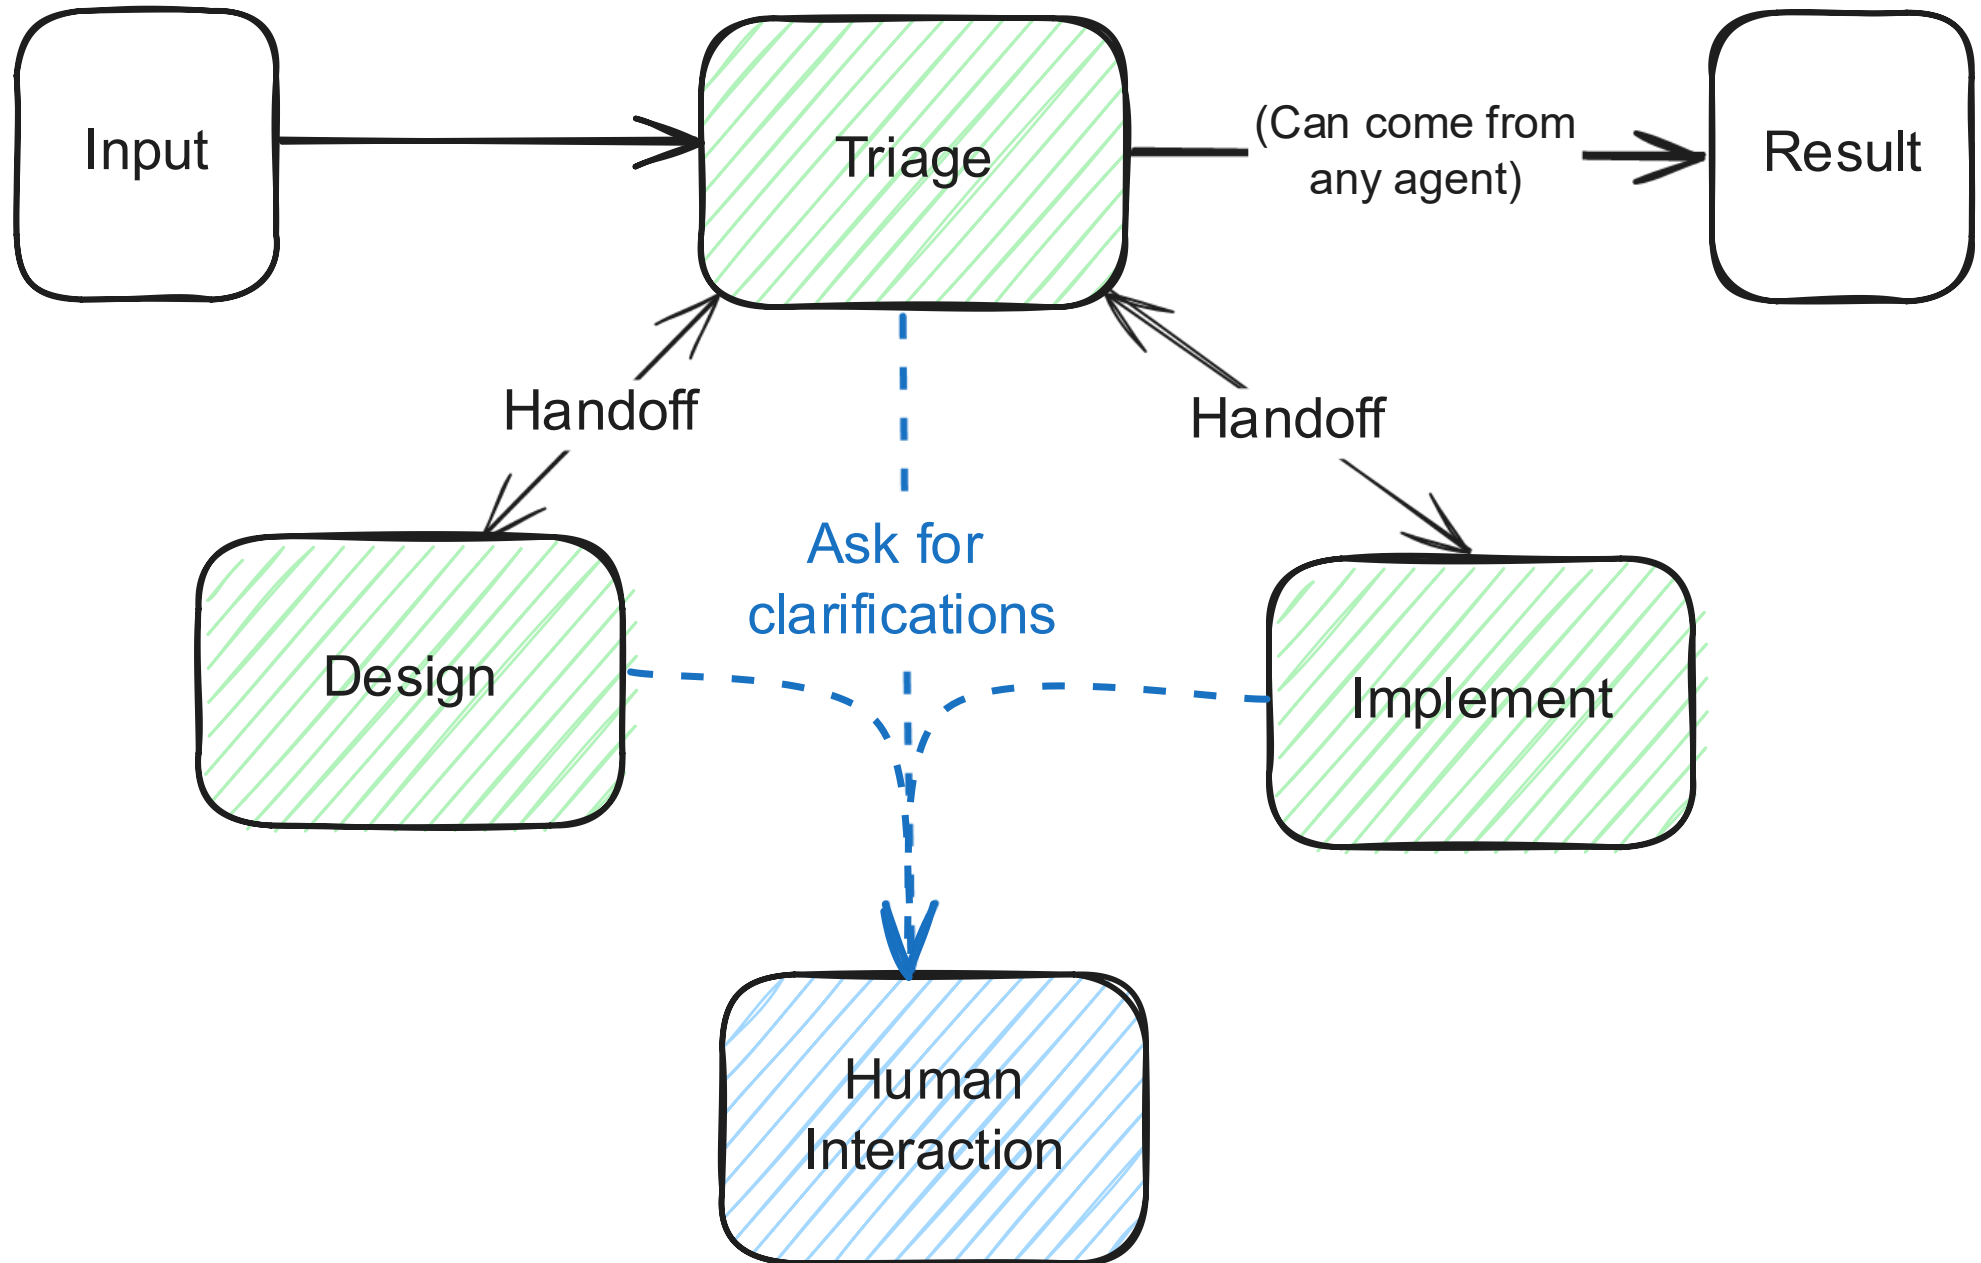 Input
Triage
(Can come from
any agent)
Result
Handoff
Handoff
Ask for
clarifications
Design
Implement
Human
Interaction